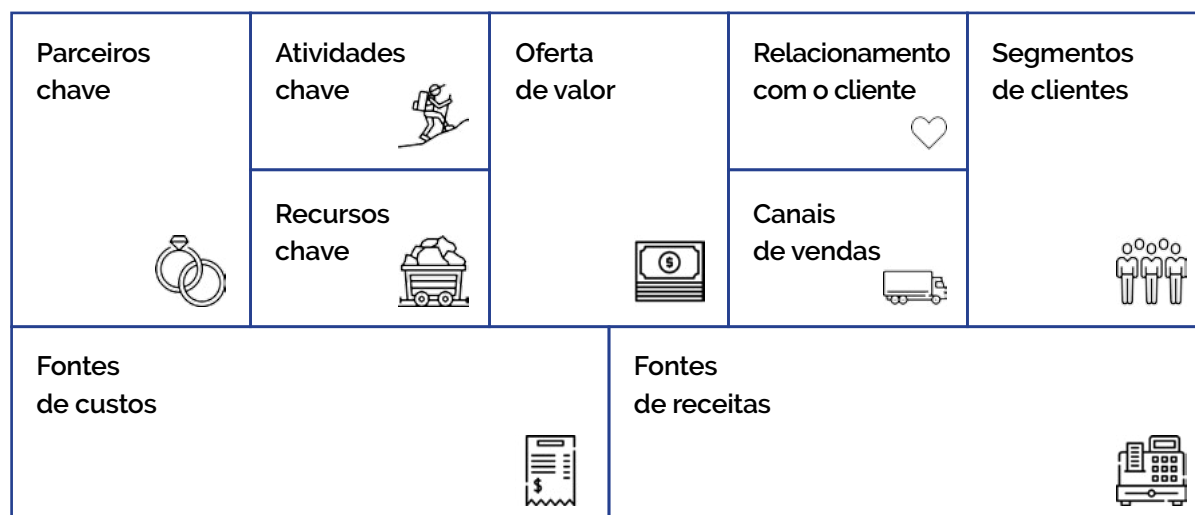 Parceiros
chave
Atividades
chave
Recursos
chave
Oferta
de valor
Relacionamento
com o cliente
Canais
de vendas
Segmentos
de clientes
Fontes
de custos
Fontes
de receitas